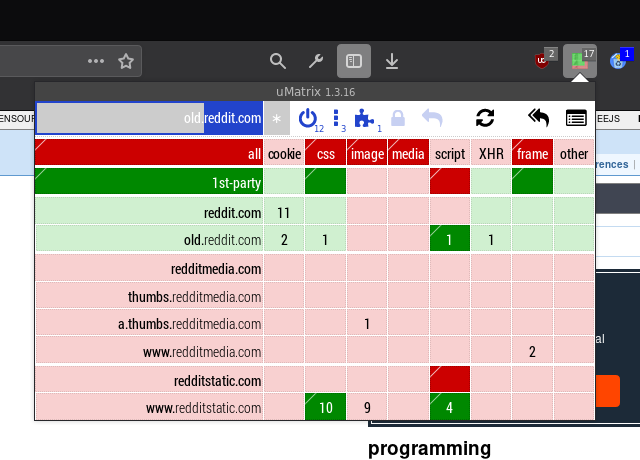 2 17 1
uMatrix 1.3.16
old.reddit.com * 12 3 1
ENSOUR EEJS
all cookie css image media script XHR frame other
rences |
1st-party
reddit.com 11
old.reddit.com 2 1 1 1
redditmedia.com
thumbs.redditmedia.com
a.thumbs.redditmedia.com 1
al
www.redditmedia.com 2
redditstatic.com
www.redditstatic.com 10 9 4
programming